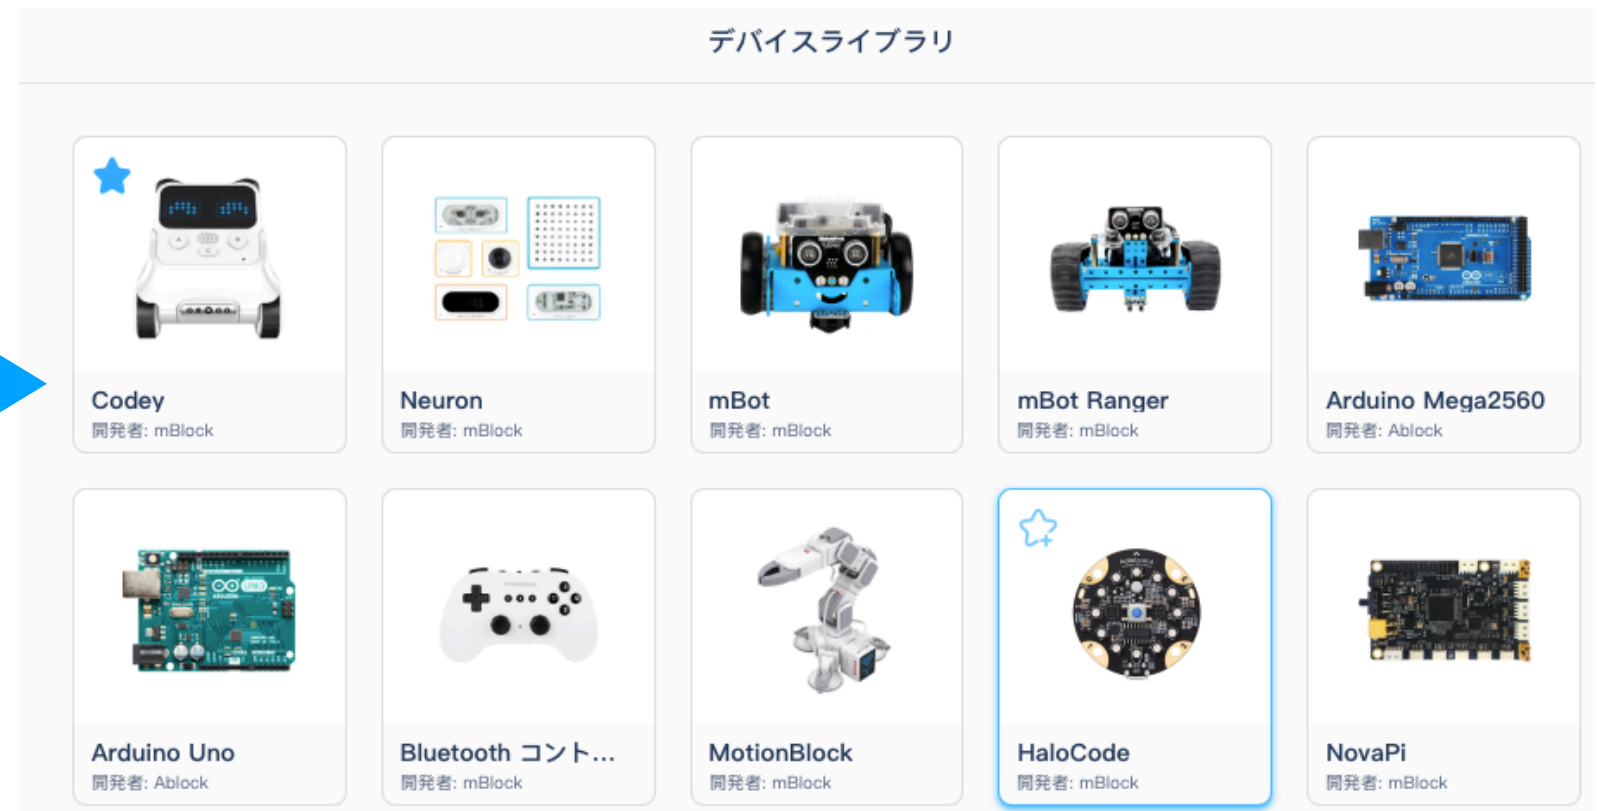 デバイスライブラリ
Codey
開発者: mBlock
Neuron
開発者: mBlock
mBot
開発者: mBlock
mBot Ranger
開発者: mBlock
Arduino Mega2560
開発者: Ablock
Arduino Uno
開発者: Ablock
Bluetooth コント...
開発者: mBlock
MotionBlock
開発者: mBlock
HaloCode
開発者: mBlock
NovaPi
開発者: mBlock